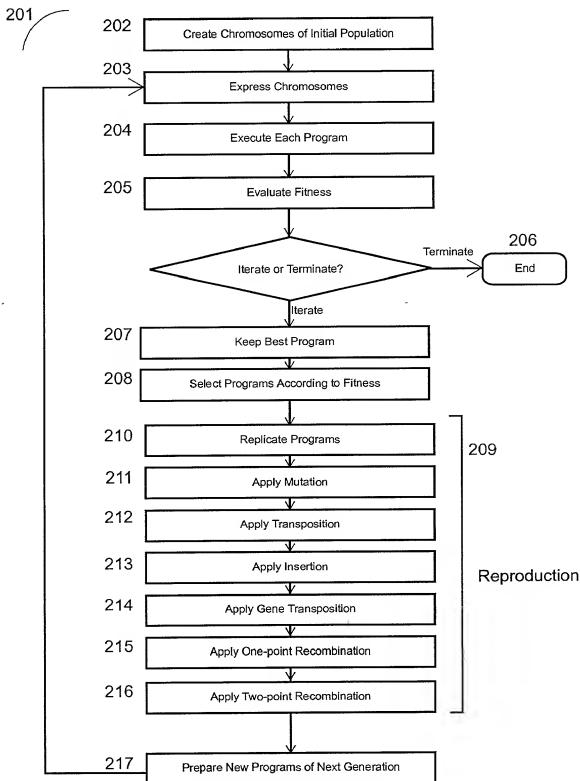 201
202
Create Chromosomes of Initial Population
203
Express Chromosomes
204
Execute Each Program
205
Evaluate Fitness
Iterate or Terminate?
Terminate
206
End
Iterate
207
Keep Best Program
208
Select Programs According to Fitness
209
210
Replicate Programs
211
Apply Mutation
212
Apply Transposition
213
Apply Insertion
Reproduction
214
Apply Gene Transposition
215
Apply One-point Recombination
216
Apply Two-point Recombination
217
Prepare New Programs of Next Generation